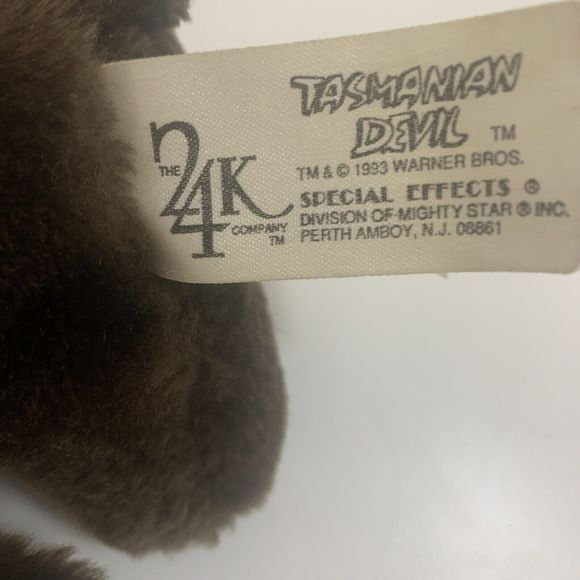 THE 24K COMPANY ™
TASMANIAN
DEVIL ™
TM & © 1993 WARNER BROS.
SPECIAL EFFECTS ®
DIVISION OF MIGHTY STAR ® INC.
PERTH AMBOY, N.J. 08861